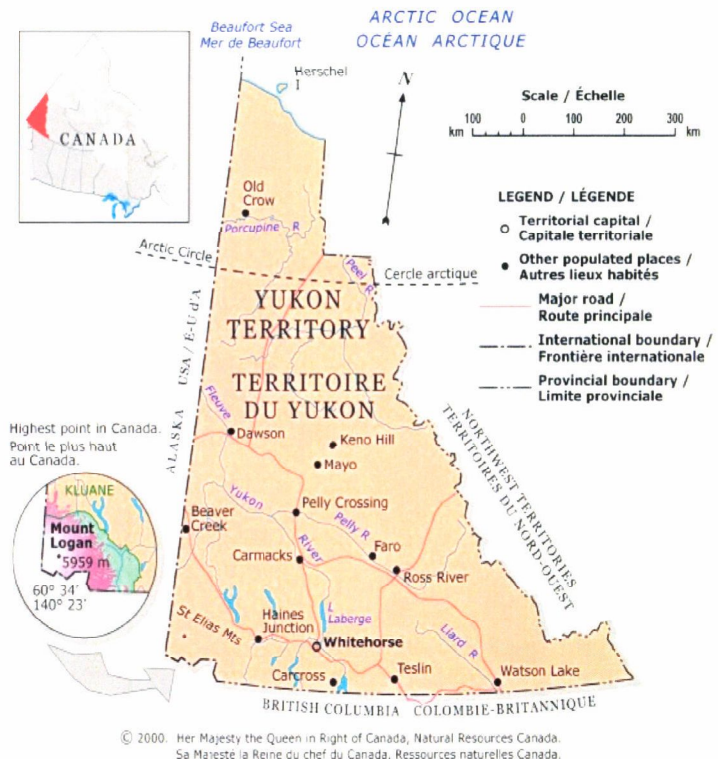 ARCTIC OCEAN
OCÉAN ARCTIQUE
Beaufort Sea
Mer de Beaufort
Herschel
I
N
CANADA
Scale / Échelle
km
100
0
100
200
300
km
LEGEND / LÉGENDE
Territorial capital /
Capitale territoriale
Other populated places /
Autres lieux habités
Major road /
Route principale
International boundary /
Frontière internationale
Provincial boundary /
Limite provinciale
Old
Crow
Porcupine R
Arctic Circle
Cercle arctique
Peel R
YUKON
TERRITORY
TERRITOIRE
DU YUKON
ALASKA USA / É-U d'A
Fleuve
Dawson
Keno Hill
Mayo
NORTHWEST TERRITORIES
TERRITOIRES DU NORD-OUEST
Highest point in Canada.
Point le plus haut
au Canada.
KLUANE
Mount
Logan
5959 m
60° 34'
140° 23'
Yukon
River
Pelly Crossing
Pelly R
Beaver
Creek
Carmacks
Faro
Ross River
St Elias Mts
Haines
Junction
L
Laberge
Whitehorse
Liard R
Carcross
Teslin
Watson Lake
BRITISH COLUMBIA COLOMBIE-BRITANNIQUE
© 2000. Her Majesty the Queen in Right of Canada, Natural Resources Canada.
Sa Majesté la Reine du chef du Canada, Ressources naturelles Canada.